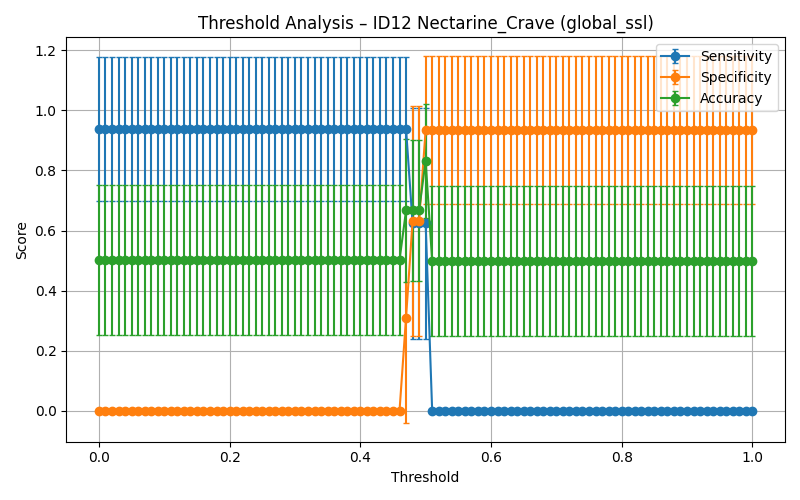 Threshold Analysis – ID12 Nectarine_Crave (global_ssl)
Sensitivity
Specificity
Accuracy
Score
1.2
1.0
0.8
0.6
0.4
0.2
0.0
0.0 0.2 0.4 0.6 0.8 1.0
Threshold